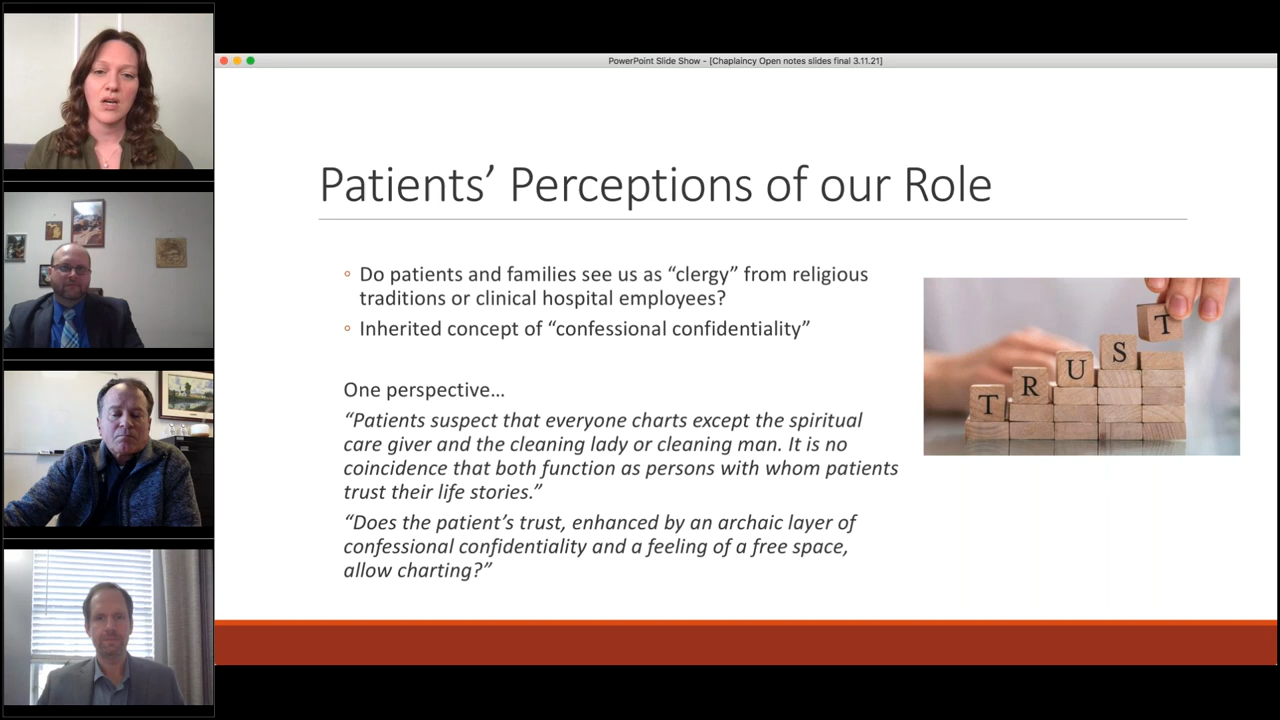 PowerPoint Slide Show - [Chaplaincy Open notes slides final 3.11.21]
Patients’ Perceptions of our Role
◦ Do patients and families see us as “clergy” from religious
traditions or clinical hospital employees?
◦ Inherited concept of “confessional confidentiality”
One perspective…
“Patients suspect that everyone charts except the spiritual
care giver and the cleaning lady or cleaning man. It is no
coincidence that both function as persons with whom patients
trust their life stories.”
“Does the patient’s trust, enhanced by an archaic layer of
confessional confidentiality and a feeling of a free space,
allow charting?”
TRUST